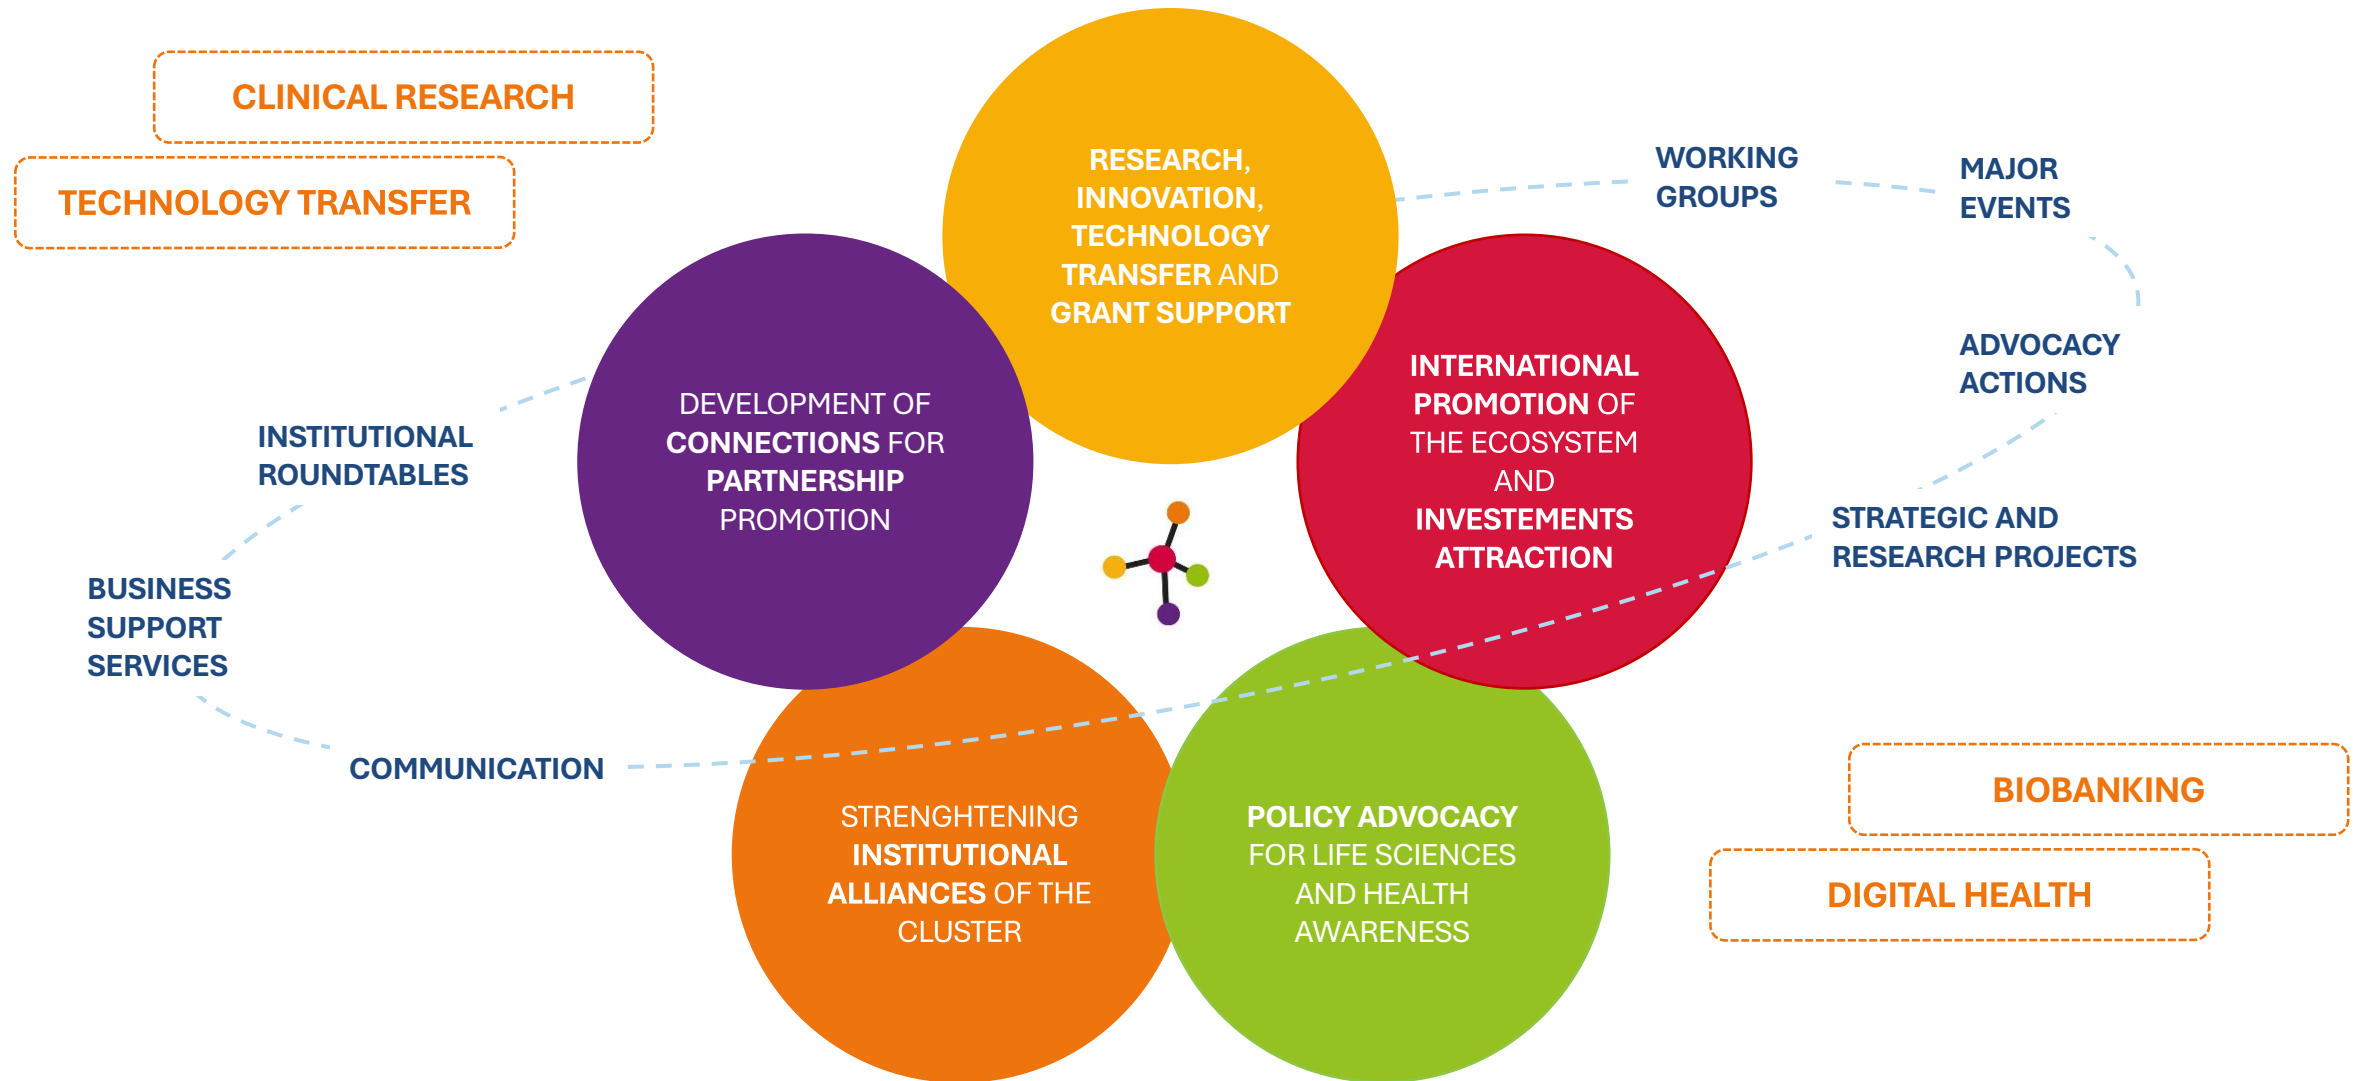 CLINICAL RESEARCH
TECHNOLOGY TRANSFER
RESEARCH,
INNOVATION,
TECHNOLOGY
TRANSFER AND
GRANT SUPPORT
WORKING
GROUPS
MAJOR
EVENTS
ADVOCACY
ACTIONS
STRATEGIC AND
RESEARCH PROJECTS
INTERNATIONAL
PROMOTION OF
THE ECOSYSTEM
AND
INVESTEMENTS
ATTRACTION
DEVELOPMENT OF
CONNECTIONS FOR
PARTNERSHIP
PROMOTION
INSTITUTIONAL
ROUNDTABLES
BUSINESS
SUPPORT
SERVICES
COMMUNICATION
STRENGHTENING
INSTITUTIONAL
ALLIANCES OF THE
CLUSTER
POLICY ADVOCACY
FOR LIFE SCIENCES
AND HEALTH
AWARENESS
BIOBANKING
DIGITAL HEALTH